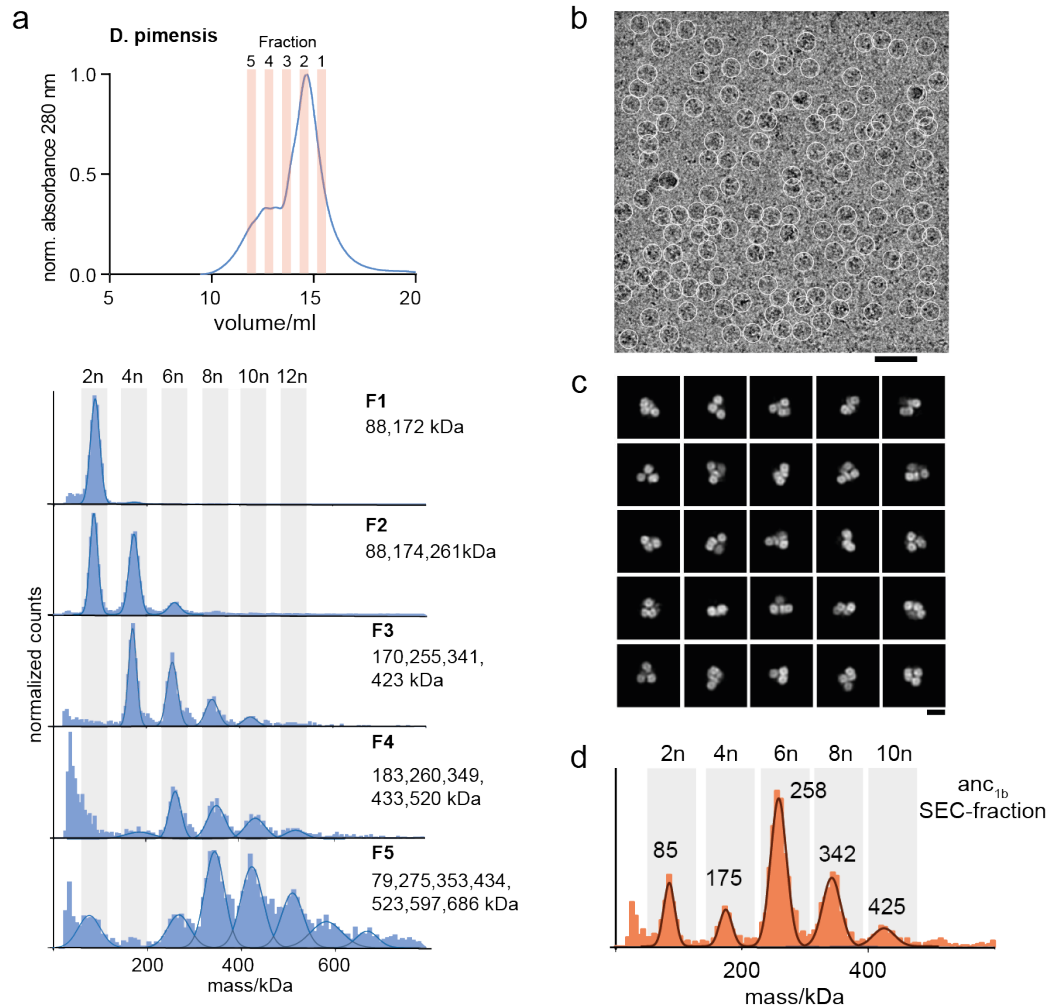 a
D. pimensis
Fraction
5 4 3 2 1
norm. absorbance 280 nm
1.0
0.5
0.0
5 10 15 20
volume/ml
2n 4n 6n 8n 10n 12n
normalized counts
F1
88,172 kDa
F2
88,174,261kDa
F3
170,255,341,
423 kDa
F4
183,260,349,
433,520 kDa
F5
79,275,353,434,
523,597,686 kDa
200 400 600
mass/kDa
b
c
d
2n 4n 6n 8n 10n
anc1b
SEC-fraction
85
175
258
342
425
200 400
mass/kDa